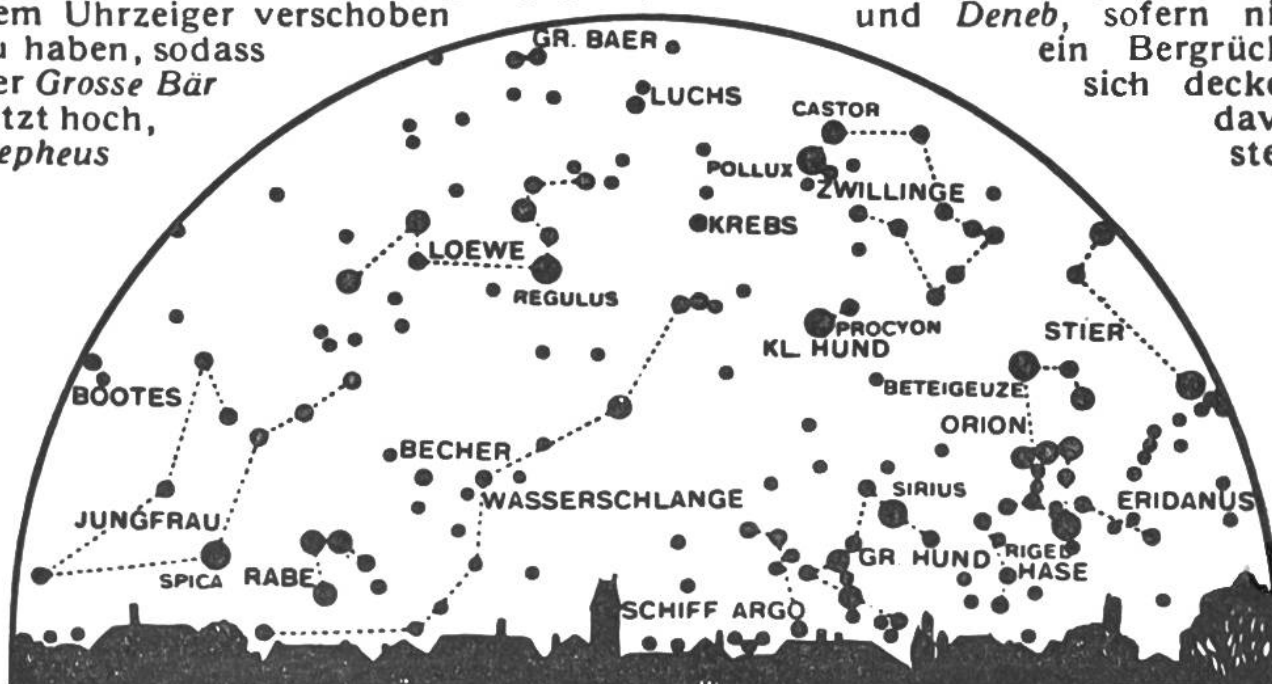 em Uhrzeiger verschoben
u haben, sodass
er Grosse Bär
tzt hoch,
epheus
und Deneb, sofern ni
ein Bergrück
sich decke
dav
ste
GR. BAER
LUCHS
CASTOR
POLLUX
ZWILLINGE
KREBS
LOEWE
REGULUS
PROCYON
KL. HUND
STIER
BOOTES
BETEIGEUZE
ORION
BECHER
SIRIUS
WASSERSCHLANGE
ERIDANUS
JUNGFRAU
SPICA
RABE
GR. HUND
RIGEL
HASE
SCHIFF ARGO